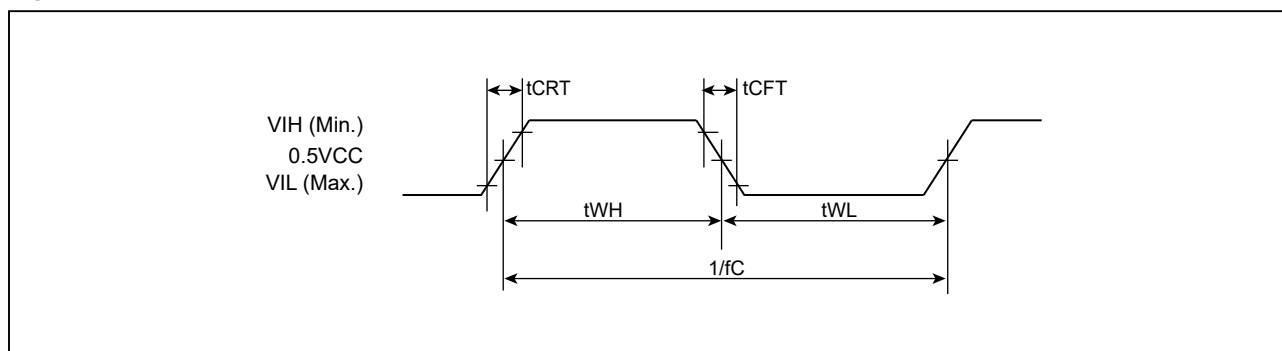 tCRT
tCFT
VIH (Min.)
0.5VCC
VIL (Max.)
tWH
tWL
1/fC